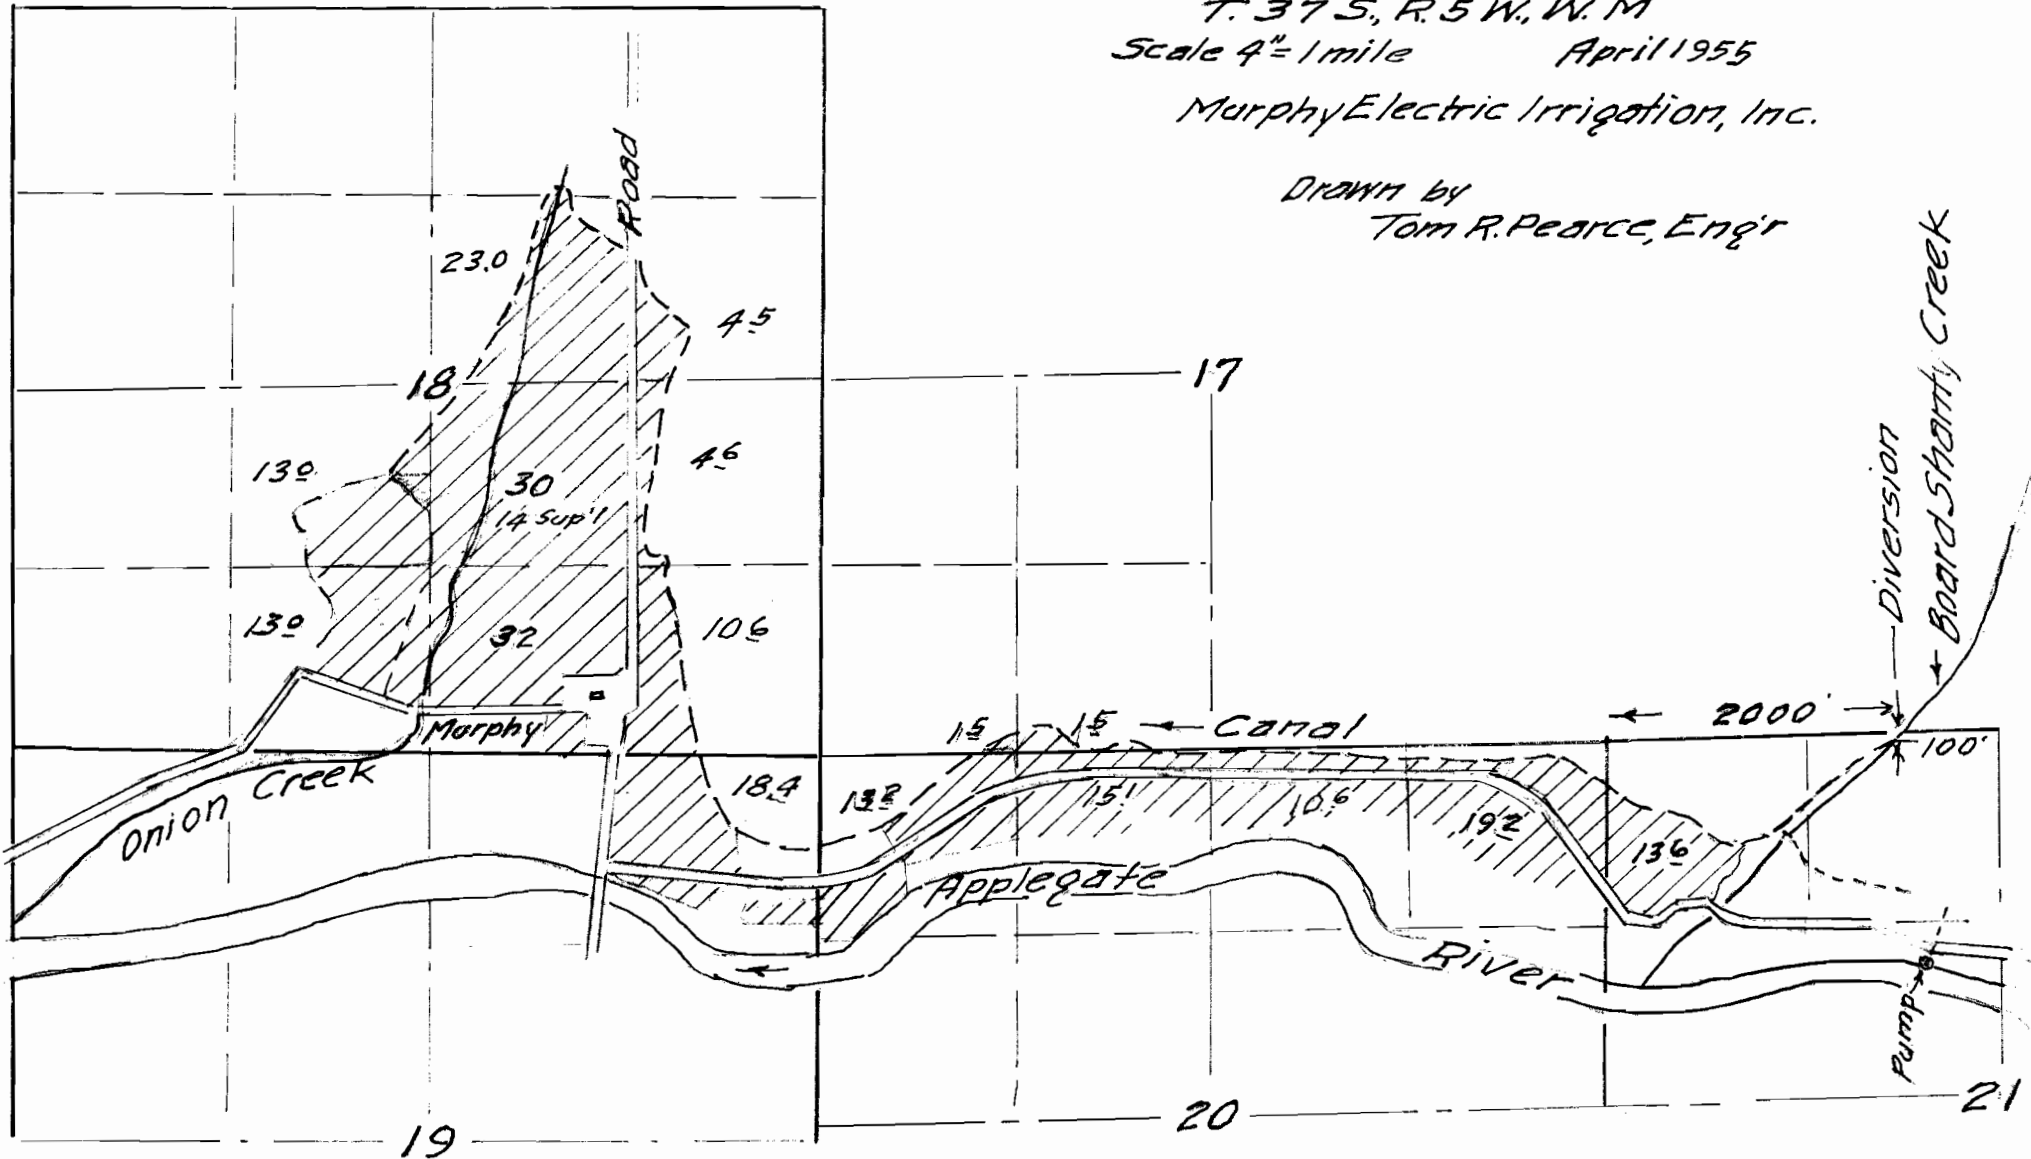 T. 37 S., R. 5 W., W. M
Scale 4"= 1 mile April 1955
Murphy Electric Irrigation, Inc.
Drawn by
Tom R. Pearce, Eng'r
Road
23.0
4.5
18
17
13.0
4.6
30
14 Sup'l
Diversion
Board Shanty Creek
13.0
32
10.6
Murphy
1.5
1.5
Canal
2000'
100'
Onion Creek
18.4
13.2
15.1
10.6
19.2
13.6
Applegate
River
Pump
19
20
21